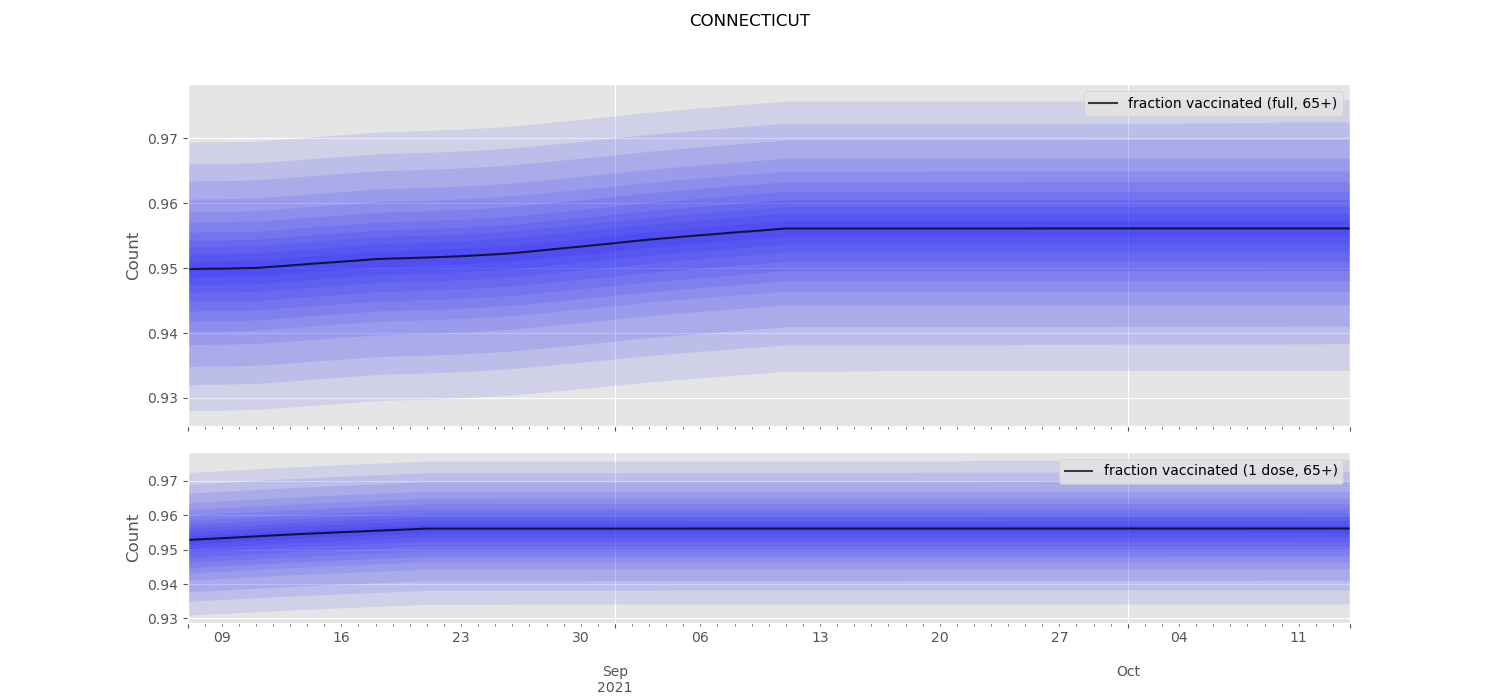 CONNECTICUT
fraction vaccinated (full, 65+)
0.97
0.96
0.95
0.94
0.93
Count
fraction vaccinated (1 dose, 65+)
0.97
0.96
0.95
0.94
0.93
Count
09 16 23 30 06 13 20 27 04 11
Sep Oct
2021